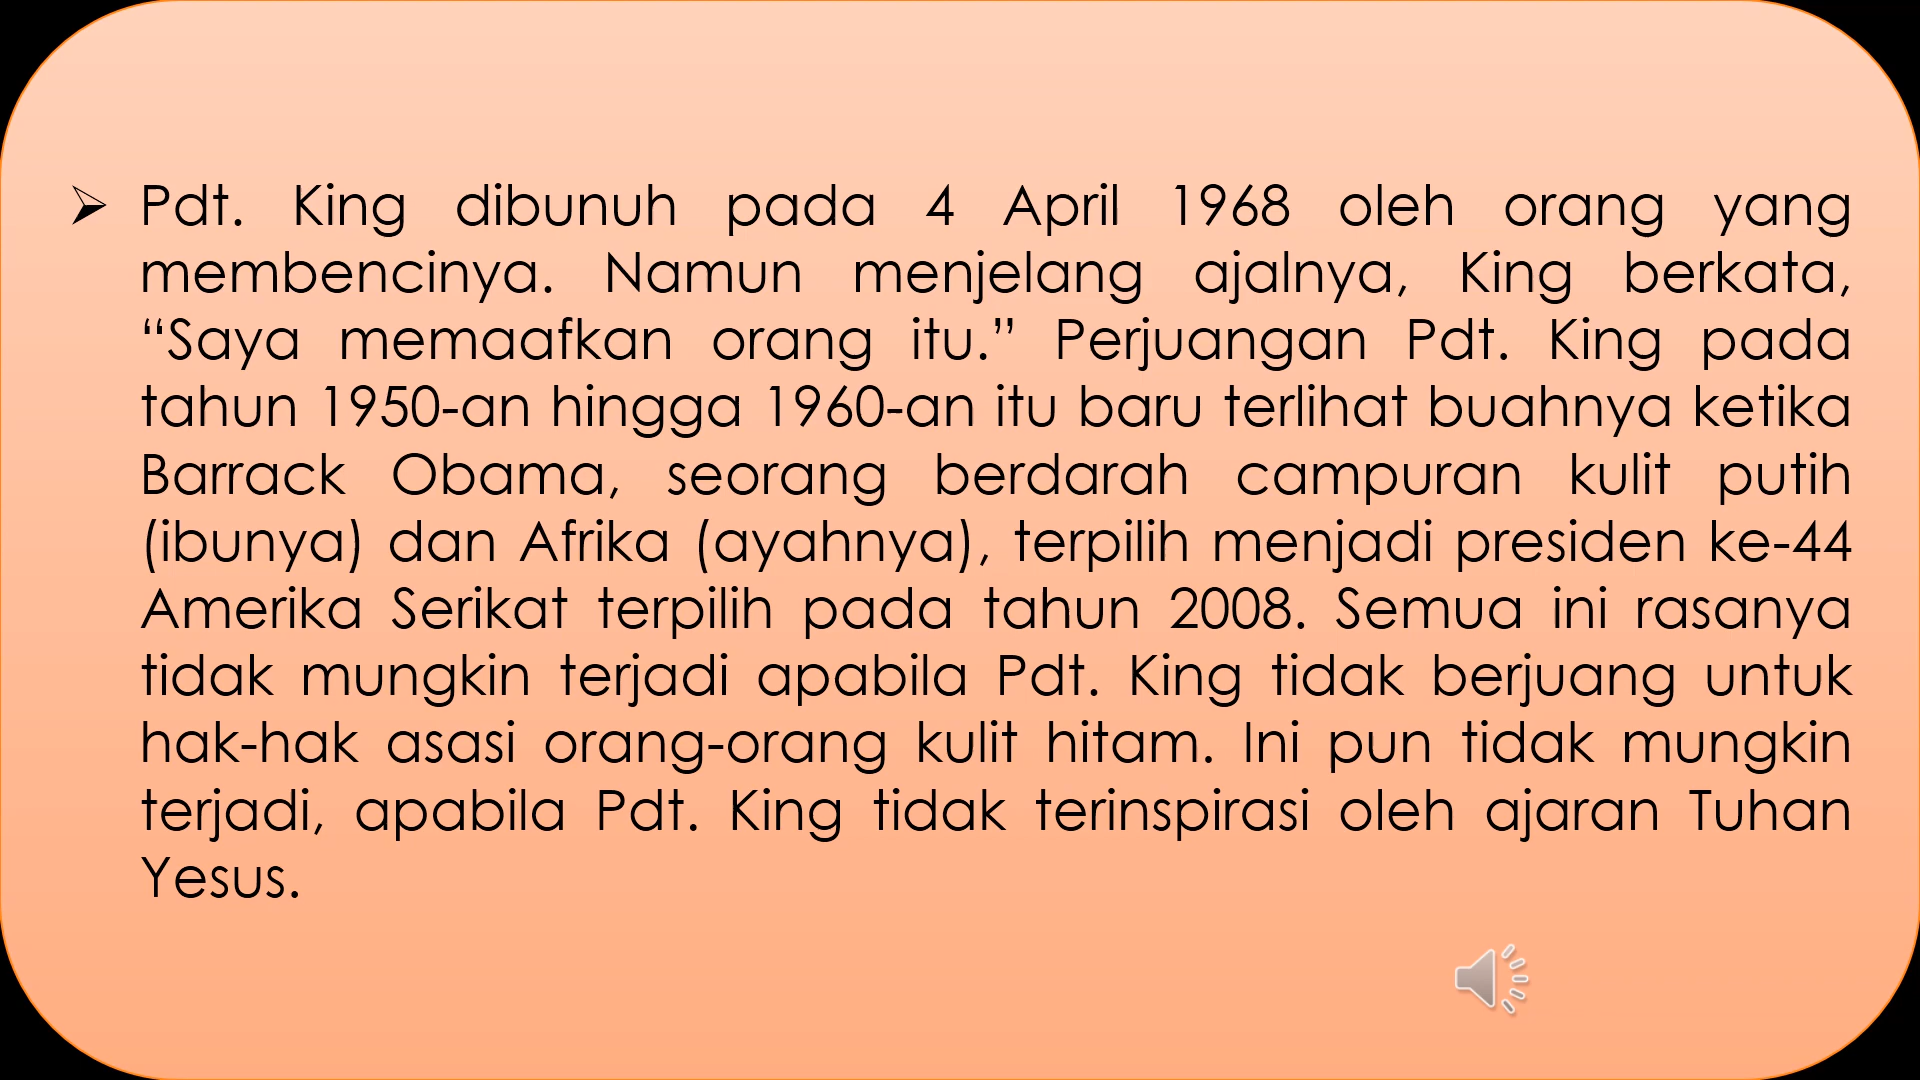 ➢ Pdt. King dibunuh pada 4 April 1968 oleh orang yang
membencinya. Namun menjelang ajalnya, King berkata,
“Saya memaafkan orang itu.” Perjuangan Pdt. King pada
tahun 1950-an hingga 1960-an itu baru terlihat buahnya ketika
Barrack Obama, seorang berdarah campuran kulit putih
(ibunya) dan Afrika (ayahnya), terpilih menjadi presiden ke-44
Amerika Serikat terpilih pada tahun 2008. Semua ini rasanya
tidak mungkin terjadi apabila Pdt. King tidak berjuang untuk
hak-hak asasi orang-orang kulit hitam. Ini pun tidak mungkin
terjadi, apabila Pdt. King tidak terinspirasi oleh ajaran Tuhan
Yesus.